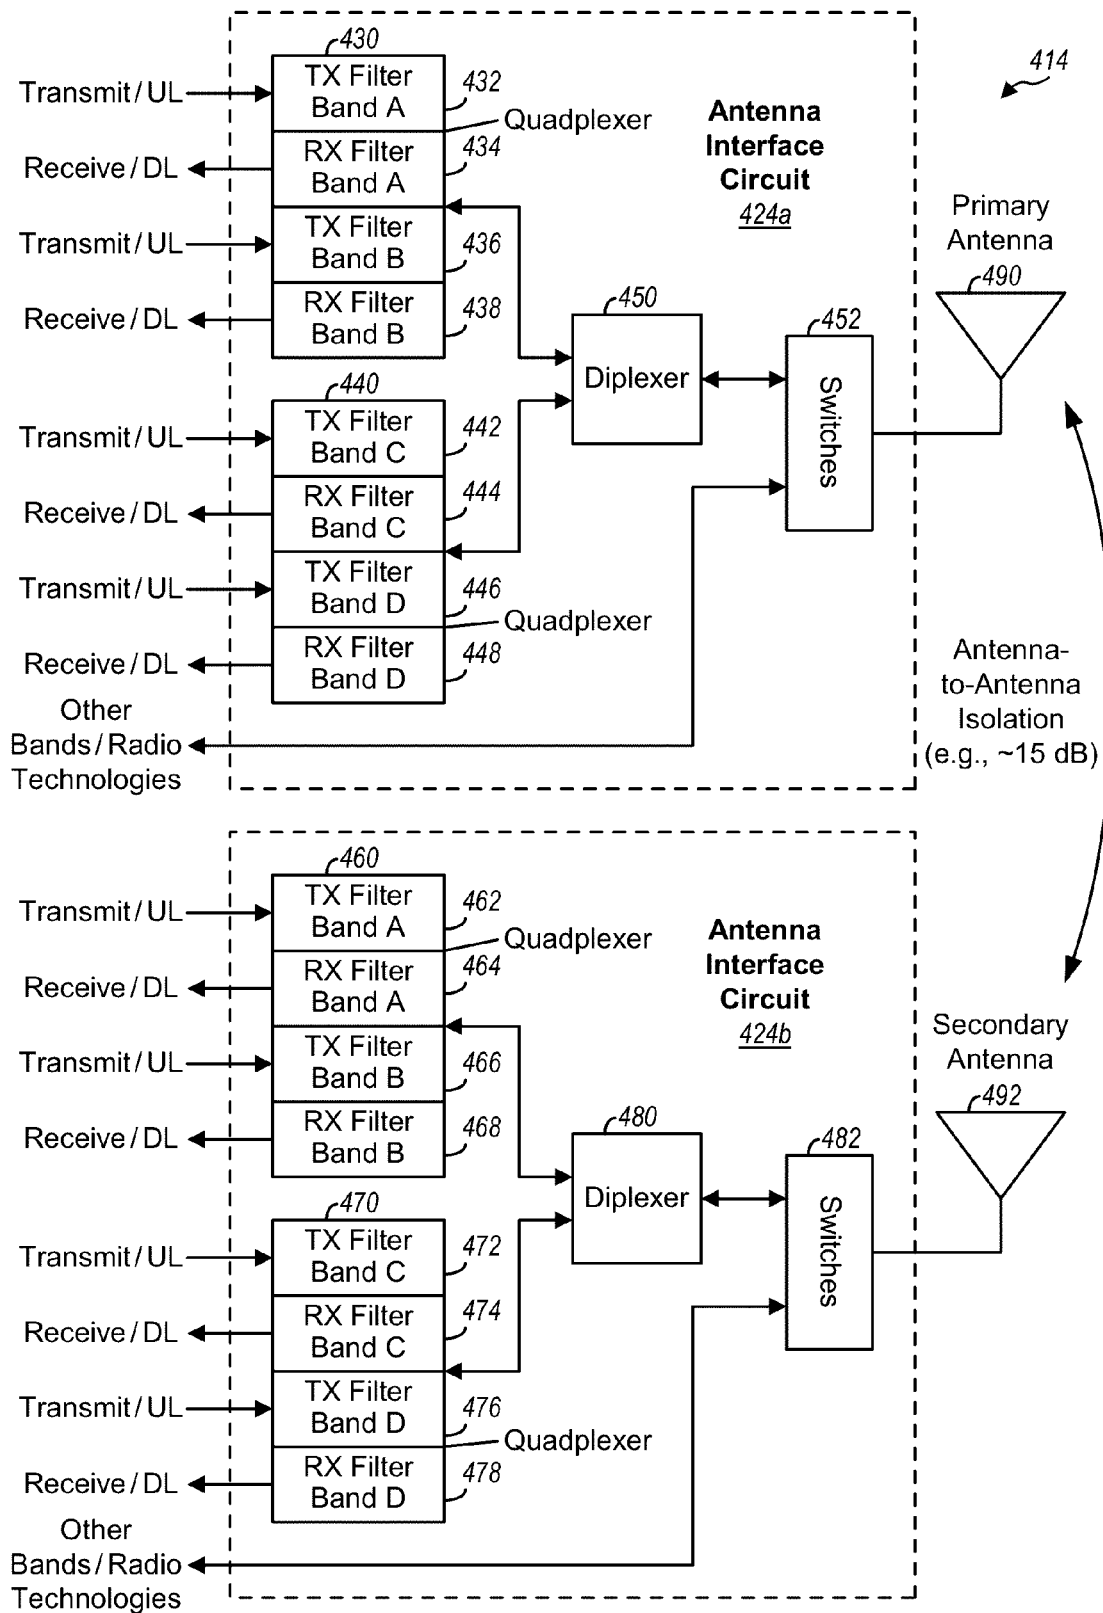 414
430
TX Filter
Band A
432
Transmit/UL
Quadplexer
RX Filter
Band A
434
Receive/DL
TX Filter
Band B
436
Transmit/UL
RX Filter
Band B
438
Receive/DL
Antenna
Interface
Circuit
424a
Primary
Antenna
490
450
Diplexer
452
Switches
440
TX Filter
Band C
442
Transmit/UL
RX Filter
Band C
444
Receive/DL
TX Filter
Band D
446
Transmit/UL
Quadplexer
RX Filter
Band D
448
Receive/DL
Other
Bands/Radio
Technologies
Antenna-
to-Antenna
Isolation
(e.g., ~15 dB)
460
TX Filter
Band A
462
Transmit/UL
Quadplexer
RX Filter
Band A
464
Receive/DL
TX Filter
Band B
466
Transmit/UL
RX Filter
Band B
468
Receive/DL
Antenna
Interface
Circuit
424b
Secondary
Antenna
492
480
Diplexer
482
Switches
470
TX Filter
Band C
472
Transmit/UL
RX Filter
Band C
474
Receive/DL
TX Filter
Band D
476
Transmit/UL
Quadplexer
RX Filter
Band D
478
Receive/DL
Other
Bands/Radio
Technologies